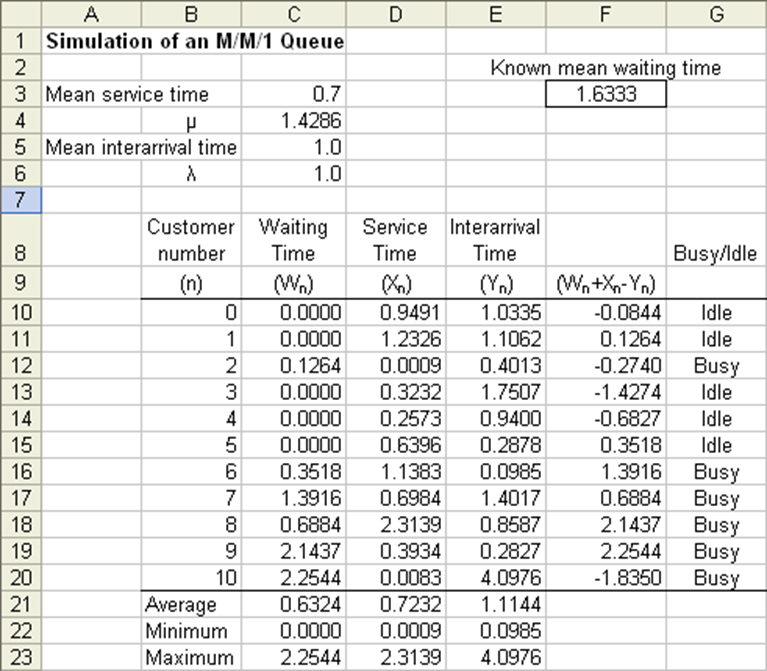 A B C D E F G
1 Simulation of an M/M/1 Queue
2 Known mean waiting time
3 Mean service time 0.7 1.6333
4 μ 1.4286
5 Mean interarrival time 1.0
6 λ 1.0
7
Customer Waiting Service Interarrival
8 number Time Time Time Busy/Idle
9 (n) (Wn) (Xn) (Yn) (Wn+Xn-Yn)
10 0 0.0000 0.9491 1.0335 -0.0844 Idle
11 1 0.0000 1.2326 1.1062 0.1264 Idle
12 2 0.1264 0.0009 0.4013 -0.2740 Busy
13 3 0.0000 0.3232 1.7507 -1.4274 Idle
14 4 0.0000 0.2573 0.9400 -0.6827 Idle
15 5 0.0000 0.6396 0.2878 0.3518 Idle
16 6 0.3518 1.1383 0.0985 1.3916 Busy
17 7 1.3916 0.6984 1.4017 0.6884 Busy
18 8 0.6884 2.3139 0.8587 2.1437 Busy
19 9 2.1437 0.3934 0.2827 2.2544 Busy
20 10 2.2544 0.0083 4.0976 -1.8350 Busy
21 Average 0.6324 0.7232 1.1144
22 Minimum 0.0000 0.0009 0.0985
23 Maximum 2.2544 2.3139 4.0976